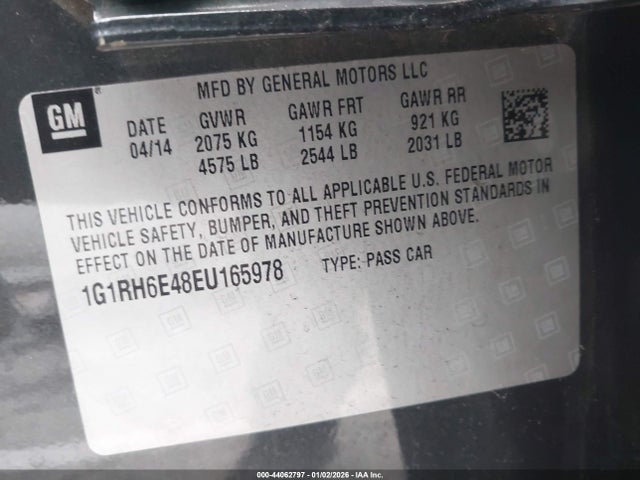 GM
MFD BY GENERAL MOTORS LLC
DATE GVWR GAWR FRT GAWR RR
04/14 2075 KG 1154 KG 921 KG
4575 LB 2544 LB 2031 LB
THIS VEHICLE CONFORMS TO ALL APPLICABLE U.S. FEDERAL MOTOR
VEHICLE SAFETY, BUMPER, AND THEFT PREVENTION STANDARDS IN
EFFECT ON THE DATE OF MANUFACTURE SHOWN ABOVE.
1G1RH6E48EU165978 TYPE: PASS CAR
000-44062797 - 01/02/2026 - IAA Inc.